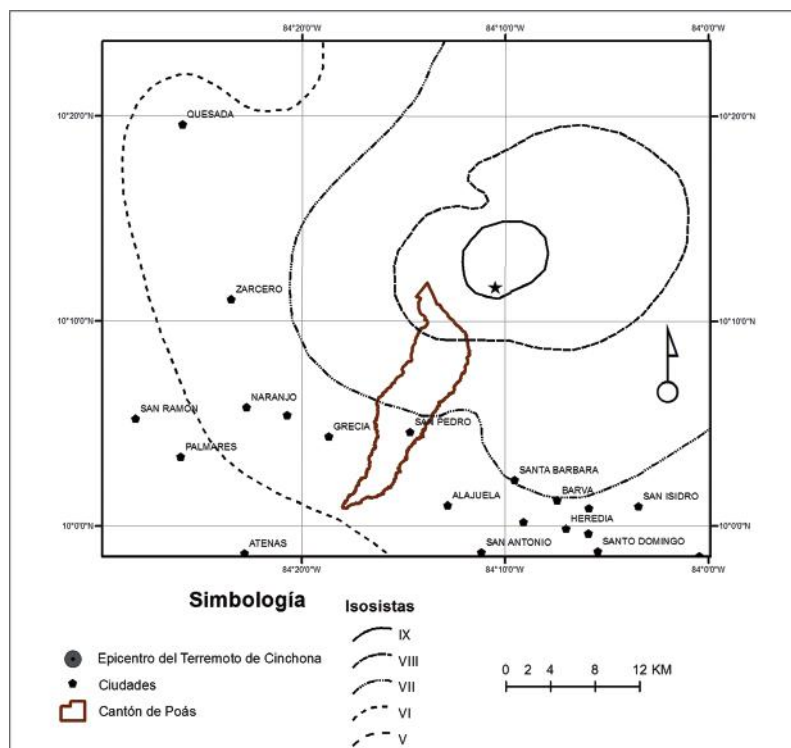 84°20'0"W 84°10'0"W 84°0'0"W
10°20'0"N 10°20'0"N
QUESADA
ZARCERO
10°10'0"N 10°10'0"N
SAN RAMÓN
NARANJO
GRECIA
SAN PEDRO
PALMARES
SANTA BARBARA
BARVA
ALAJUELA
SAN ISIDRO
10°0'0"N 10°0'0"N
HEREDIA
ATENAS
SAN ANTONIO
SANTO DOMINGO
84°20'0"W 84°10'0"W 84°0'0"W
Simbología
Epicentro del Terremoto de Cinchona
Ciudades
Cantón de Poás
Isosistas
IX
VIII
VII
VI
V
0 2 4 8 12 KM